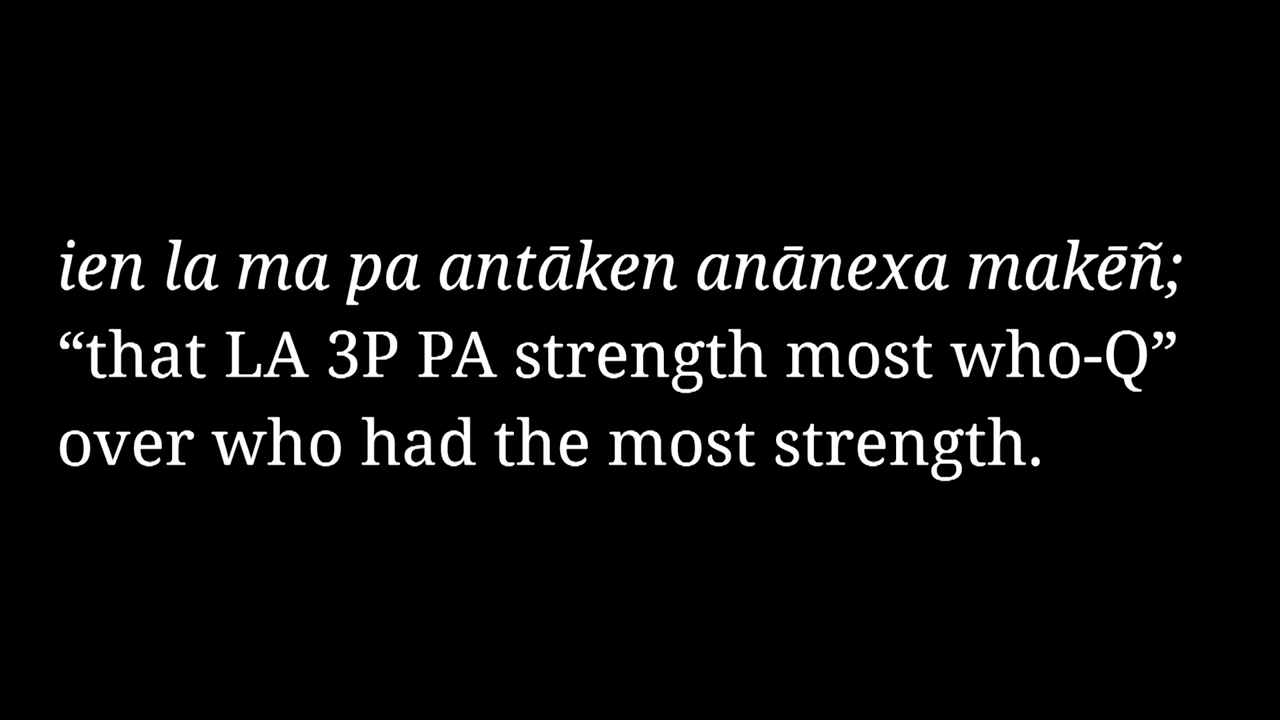 ien la ma pa antāken anānexa makēñ;
“that LA 3P PA strength most who-Q”
over who had the most strength.